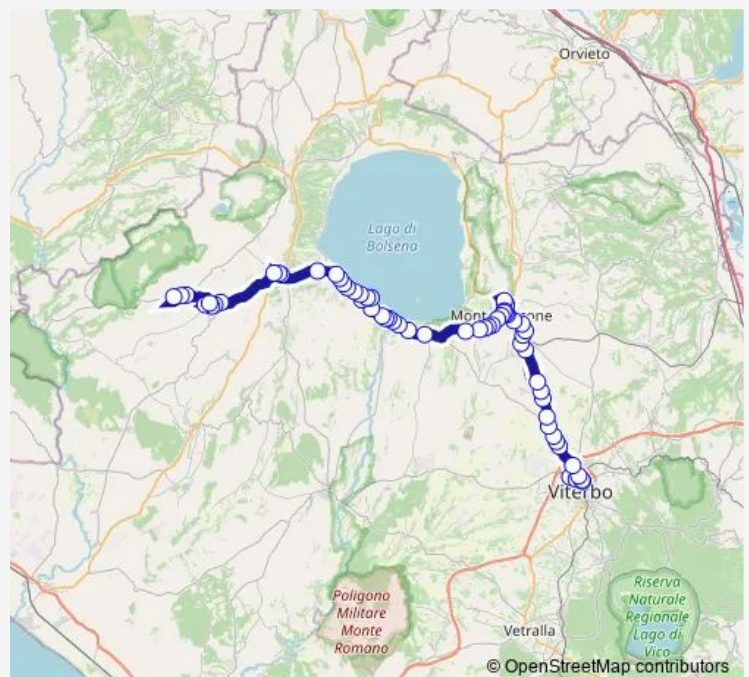 Orvieto
Lago di
Bolsena
Viterbo
Poligono
Militare
Monte
Romano
Riserva
Naturale
Regionale
Lago di
Vico
Vetralla
© OpenStreetMap contributors